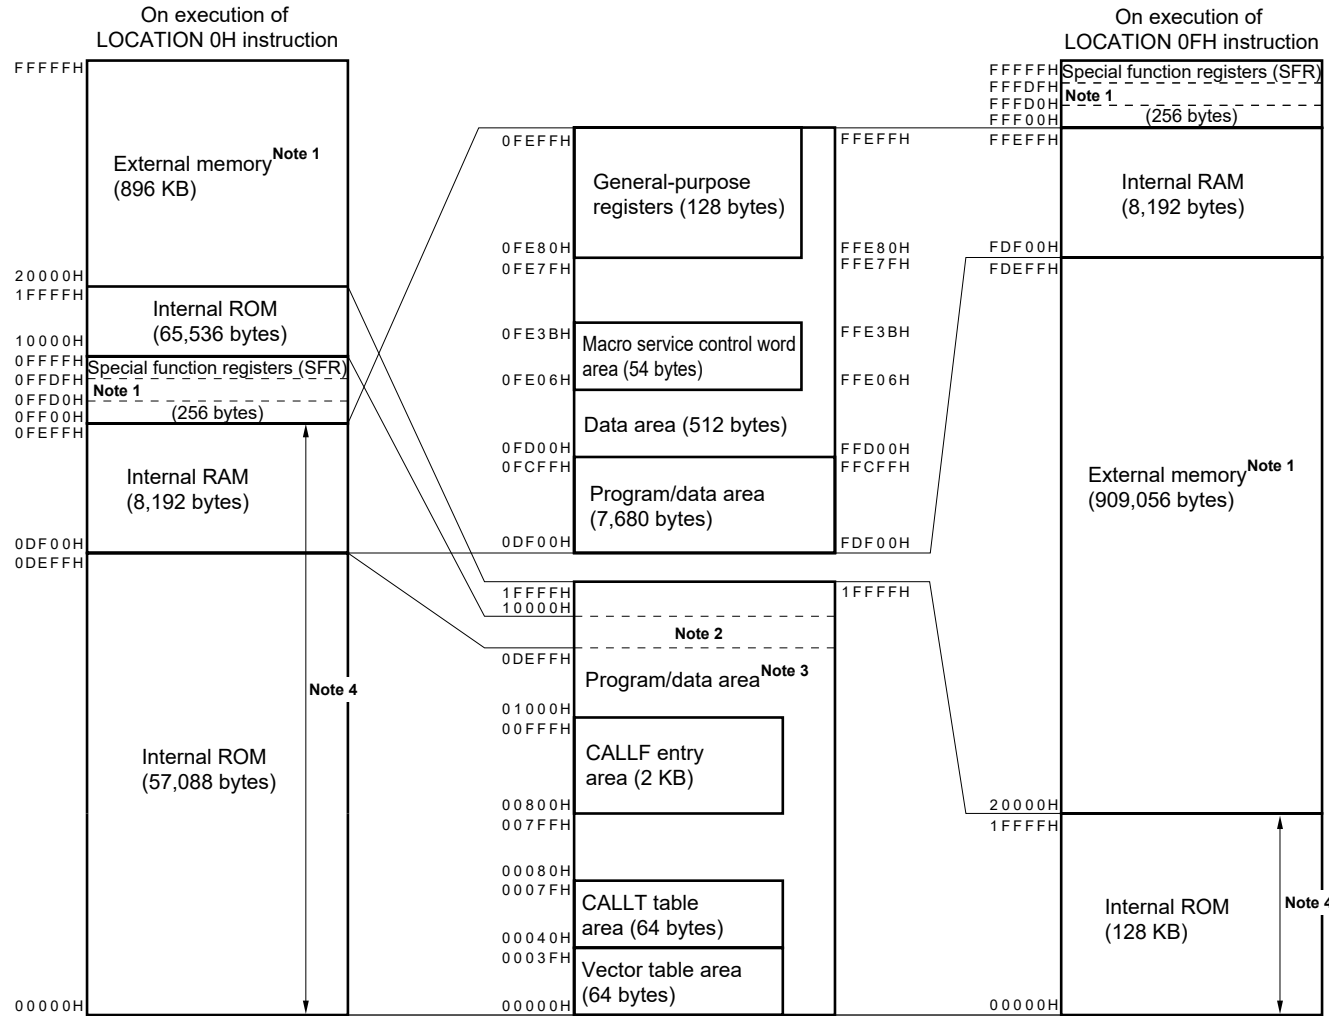 On execution of
LOCATION 0H instruction
FFFFFH
External memory Note 1
(896 KB)
20000H
1FFFFH
Internal ROM
(65,536 bytes)
10000H
0FFFFH
Special function registers (SFR)
0FFDFH
Note 1
0FFD0H
(256 bytes)
0FF00H
0FEFFH
Internal RAM
(8,192 bytes)
0DF00H
0DEFFH
Note 4
Internal ROM
(57,088 bytes)
00000H
0FEFFH
FFEFFH
General-purpose
registers (128 bytes)
0FE80H
FFE80H
0FE7FH
FFE7FH
0FE3BH
FFE3BH
Macro service control word
area (54 bytes)
0FE06H
FFE06H
Data area (512 bytes)
0FD00H
FFD00H
0FCFFH
FFCFFH
Program/data area
(7,680 bytes)
0DF00H
FDF00H
1FFFFH
1FFFFH
10000H
Note 2
0DEFFH
Program/data area Note 3
01000H
00FFFH
CALLF entry
area (2 KB)
00800H
007FFH
00080H
0007FH
CALLT table
area (64 bytes)
00040H
0003FH
Vector table area
(64 bytes)
00000H
On execution of
LOCATION 0FH instruction
FFFFFH
Special function registers (SFR)
FFFDFH
Note 1
FFFD0H
(256 bytes)
FFF00H
FFEFFH
Internal RAM
(8,192 bytes)
FDF00H
FDEFFH
External memory Note 1
(909,056 bytes)
20000H
1FFFFH
Internal ROM
(128 KB)
Note 4
00000H